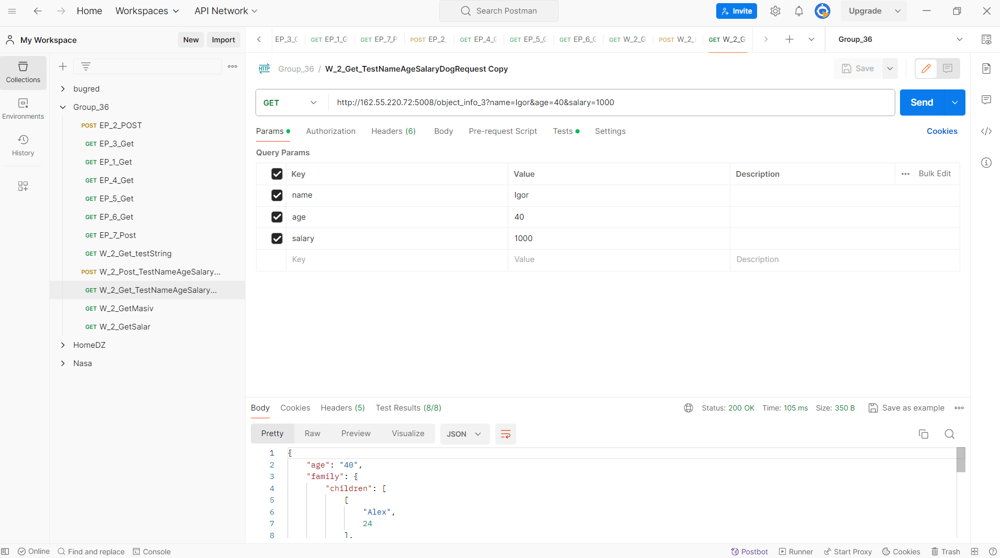 Home Workspaces API Network Search Postman Invite Upgrade
My Workspace New Import
EP_3_G GET EP_1_G GET EP_7_P POST EP_2_ GET EP_4_G GET EP_5_G GET EP_6_G GET W_2_G POST W_2_ GET W_2_G Group_36
Collections
Environments
History
bugred
Group_36
POST EP_2_POST
GET EP_3_Get
GET EP_1_Get
GET EP_4_Get
GET EP_5_Get
GET EP_6_Get
GET EP_7_Post
GET W_2_Get_testString
POST W_2_Post_TestNameAgeSalary...
GET W_2_Get_TestNameAgeSalary...
GET W_2_GetMasiv
GET W_2_GetSalar
HomeDZ
Nasa
HTTP Group_36 / W_2_Get_TestNameAgeSalaryDogRequest Copy Save
GET http://162.55.220.72:5008/object_info_3?name=Igor&age=40&salary=1000 Send
Params Authorization Headers (6) Body Pre-request Script Tests Settings Cookies
Query Params
Key Value Description Bulk Edit
name Igor
age 40
salary 1000
Key Value Description
Body Cookies Headers (5) Test Results (8/8) Status: 200 OK Time: 105 ms Size: 350 B Save as example
Pretty Raw Preview Visualize JSON
1 {
2 "age": "40",
3 "family": {
4 "children": [
5 [
6 "Alex",
7 24
8 ],
Online Find and replace Console Postbot Runner Start Proxy Cookies Trash